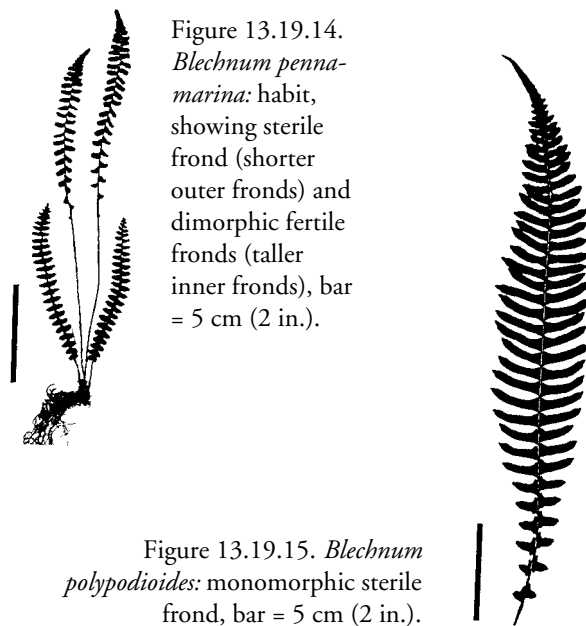 Figure 13.19.14.
Blechnum penna-
marina: habit,
showing sterile
frond (shorter
outer fronds) and
dimorphic fertile
fronds (taller
inner fronds), bar
= 5 cm (2 in.).
Figure 13.19.15. Blechnum
polypodioides: monomorphic sterile
frond, bar = 5 cm (2 in.).